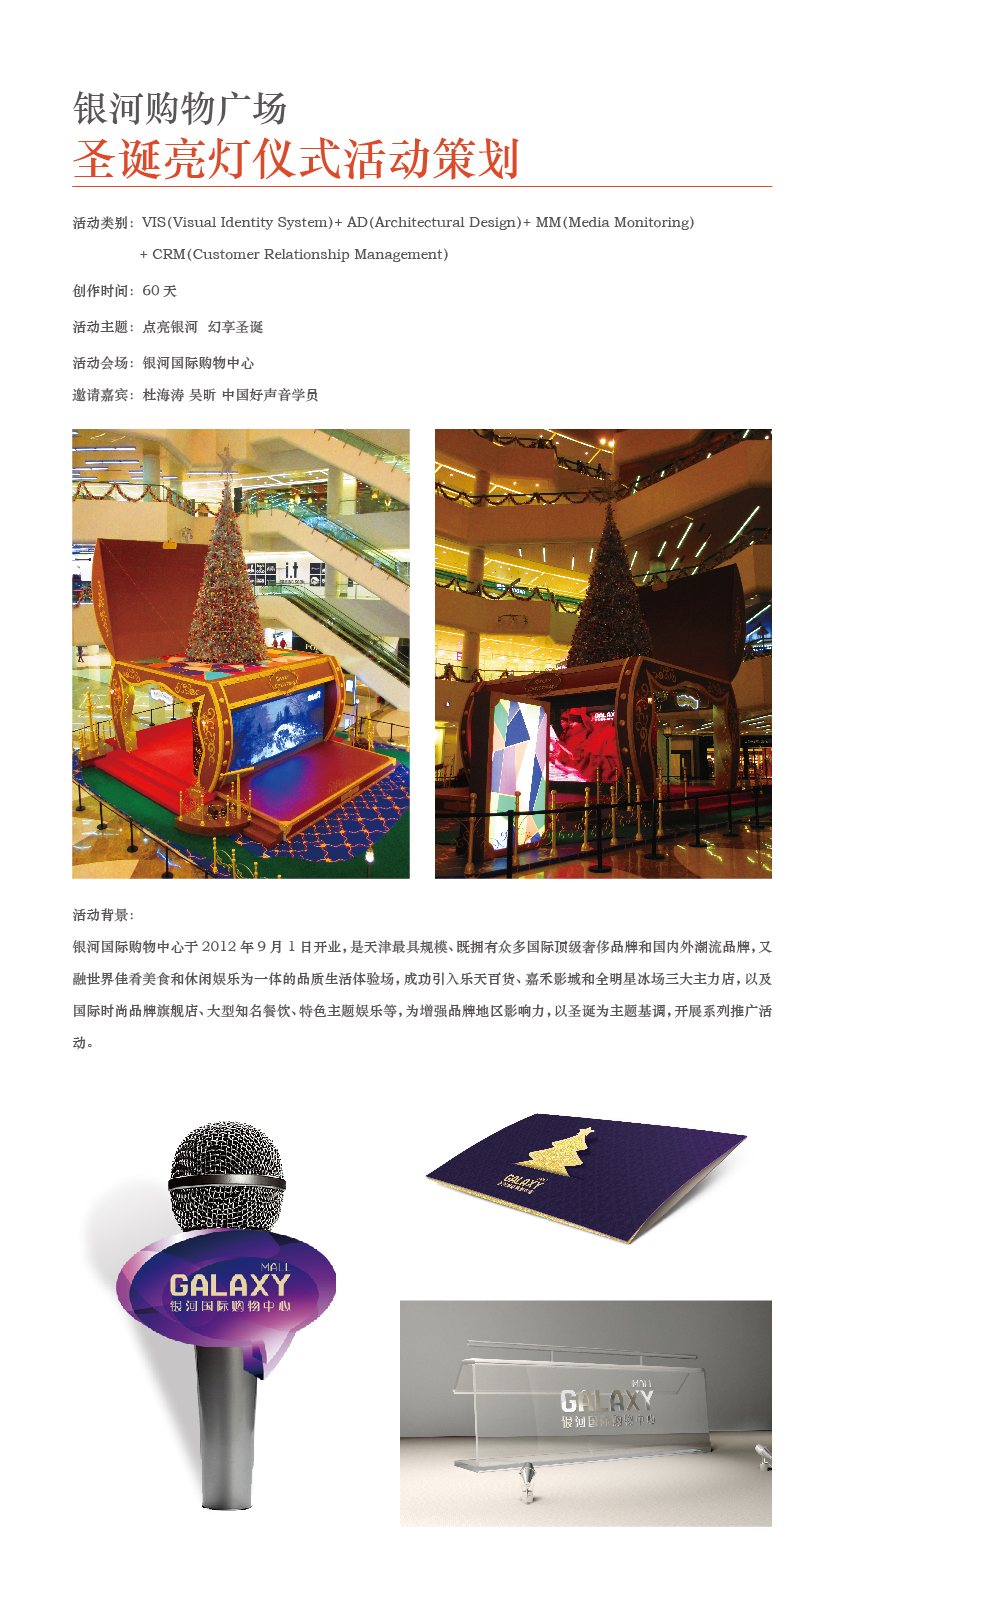 银河购物广场
圣诞亮灯仪式活动策划
活动类别：VIS(Visual Identity System)+ AD(Architectural Design)+ MM(Media Monitoring)
+ CRM(Customer Relationship Management)
创作时间：60 天
活动主题：点亮银河 幻享圣诞
活动会场：银河国际购物中心
邀请嘉宾：杜海涛 吴昕 中国好声音学员
i.t
GALAXY
活动背景：
银河国际购物中心于 2012 年 9 月 1 日开业，是天津最具规模、既拥有众多国际顶级奢侈品牌和国内外潮流品牌，又
融世界佳肴美食和休闲娱乐为一体的品质生活体验场，成功引入乐天百货、嘉禾影城和全明星冰场三大主力店，以及
国际时尚品牌旗舰店、大型知名餐饮、特色主题娱乐等，为增强品牌地区影响力，以圣诞为主题基调，开展系列推广活
动。
GALAXY
MALL
GALAXY
银河国际购物中心
MALL
GALAXY
银河国际购物中心